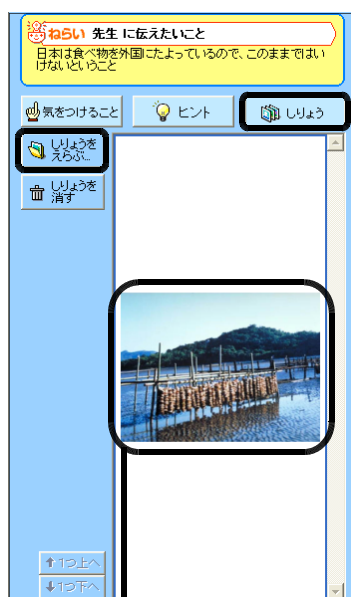 ねらい 先生 に伝えたいこと
日本は食べ物を外国にたよっているので、このままではい
けないということ
気をつけること
ヒント
しりょう
しりょうを
えらぶ...
しりょうを
消す
↑1つ上へ
↓1つ下へ